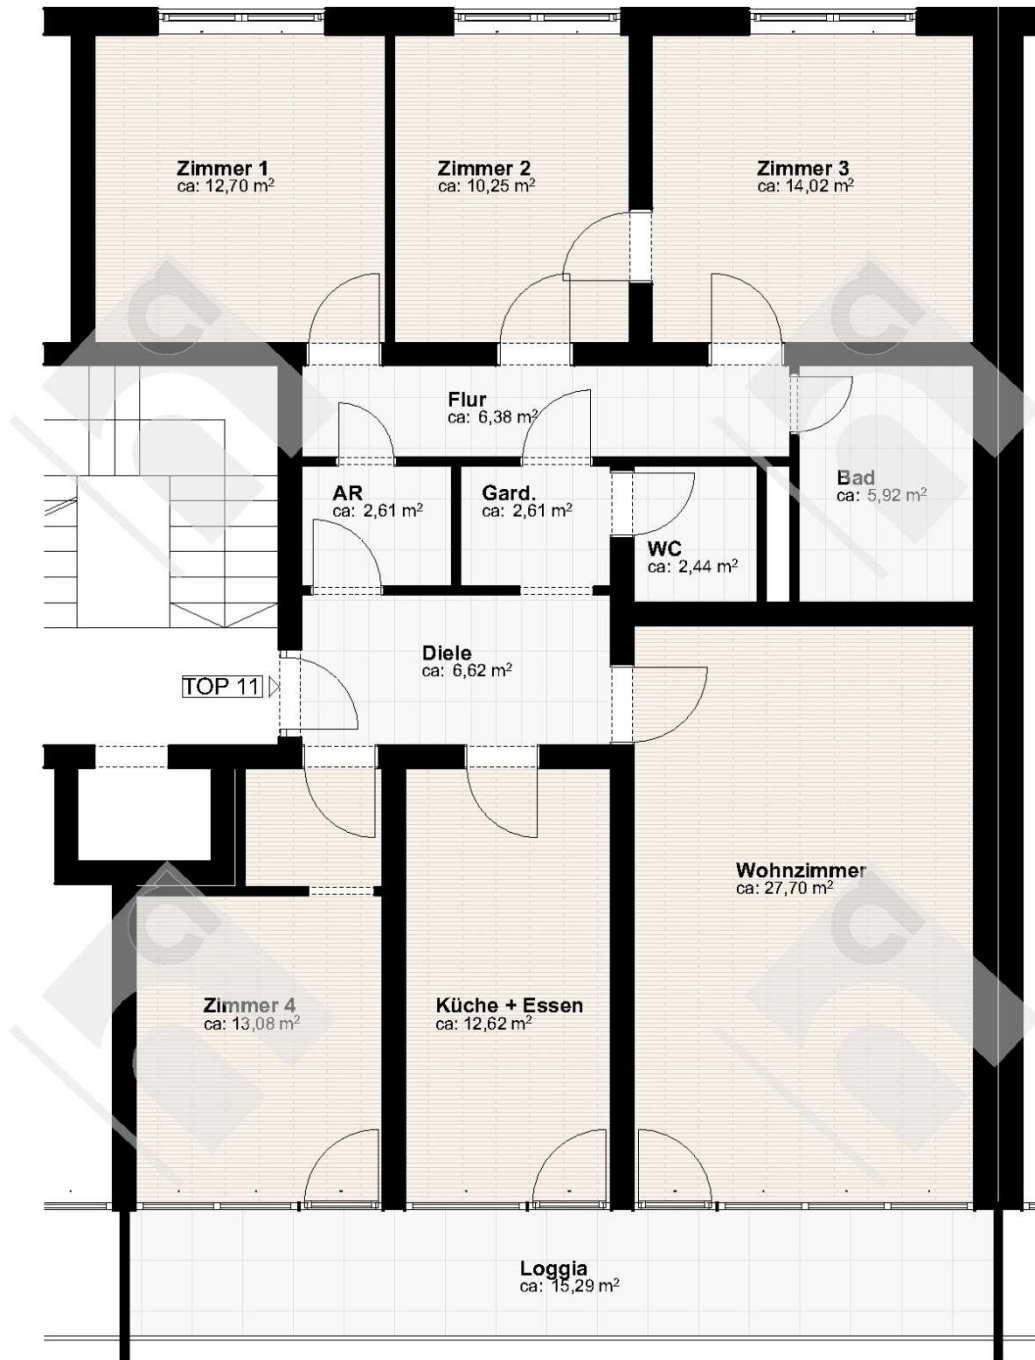 Zimmer 1
ca: 12,70 m²
Zimmer 2
ca: 10,25 m²
Zimmer 3
ca: 14,02 m²
Flur
ca: 6,38 m²
AR
ca: 2,61 m²
Gard.
ca: 2,61 m²
Bad
ca: 5,92 m²
WC
ca: 2,44 m²
Diele
ca: 6,62 m²
TOP 11
Wohnzimmer
ca: 27,70 m²
Zimmer 4
ca: 13,08 m²
Küche + Essen
ca: 12,62 m²
Loggia
ca: 15,29 m²